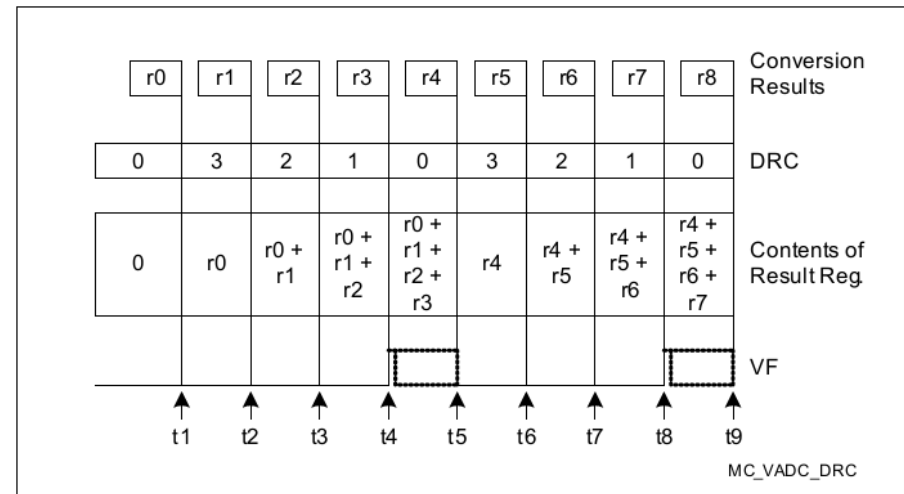 r0 r1 r2 r3 r4 r5 r6 r7 r8
Conversion
Results
0 3 2 1 0 3 2 1 0 DRC
0
r0
r0 +
r1
r0 +
r1 +
r2
r0 +
r1 +
r2 +
r3
r4
r4 +
r5
r4 +
r5 +
r6
r4 +
r5 +
r6 +
r7
Contents of
Result Reg.
VF
t1 t2 t3 t4 t5 t6 t7 t8 t9
MC_VADC_DRC